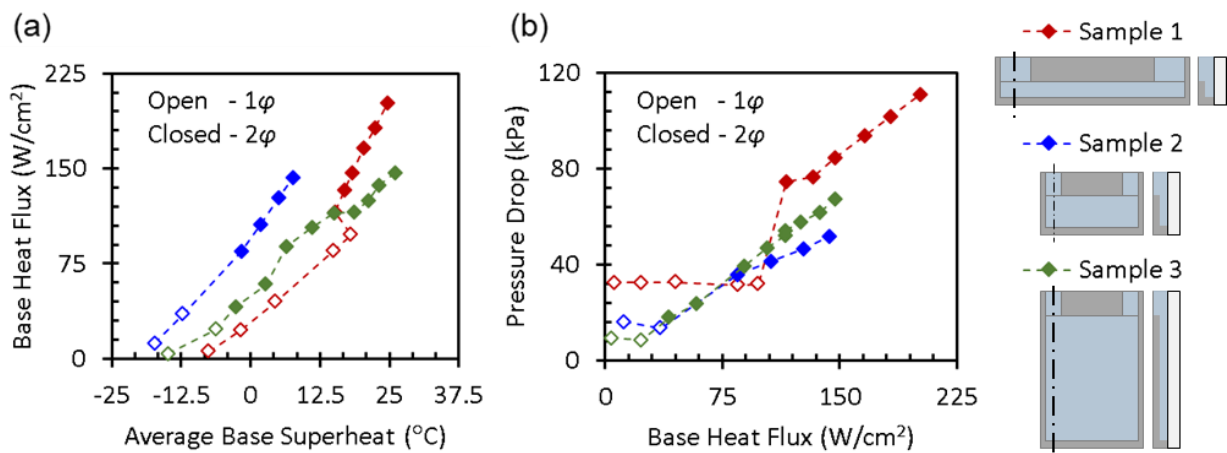 (a)
225
150
75
0
Base Heat Flux (W/cm²)
Open - 1φ
Closed - 2φ
-25 -12.5 0 12.5 25 37.5
Average Base Superheat (°C)
(b)
120
80
40
0
Pressure Drop (kPa)
Open - 1φ
Closed - 2φ
0 75 150 225
Base Heat Flux (W/cm²)
Sample 1
Sample 2
Sample 3